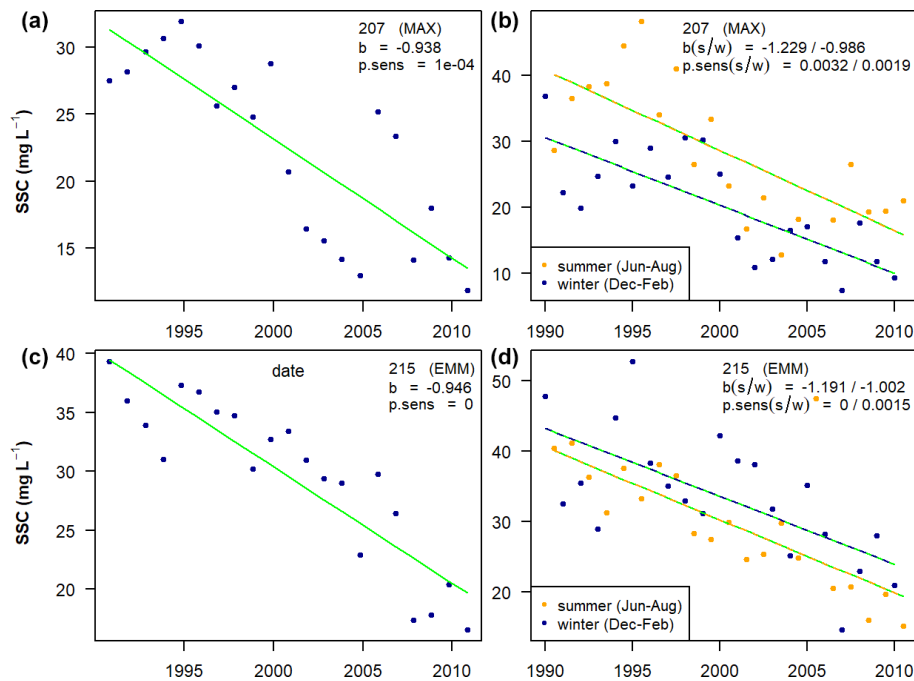 (a)
207 (MAX)
b = -0.938
p.sens = 1e-04
SSC (mg L⁻¹)
30
25
20
15
1995 2000 2005 2010
(b)
207 (MAX)
b(s/w) = -1.229 / -0.986
p.sens(s/w) = 0.0032 / 0.0019
40
30
20
10
summer (Jun-Aug)
winter (Dec-Feb)
1990 1995 2000 2005 2010
(c)
date
215 (EMM)
b = -0.946
p.sens = 0
SSC (mg L⁻¹)
40
35
30
25
20
1995 2000 2005 2010
(d)
215 (EMM)
b(s/w) = -1.191 / -1.002
p.sens(s/w) = 0 / 0.0015
50
40
30
20
summer (Jun-Aug)
winter (Dec-Feb)
1990 1995 2000 2005 2010